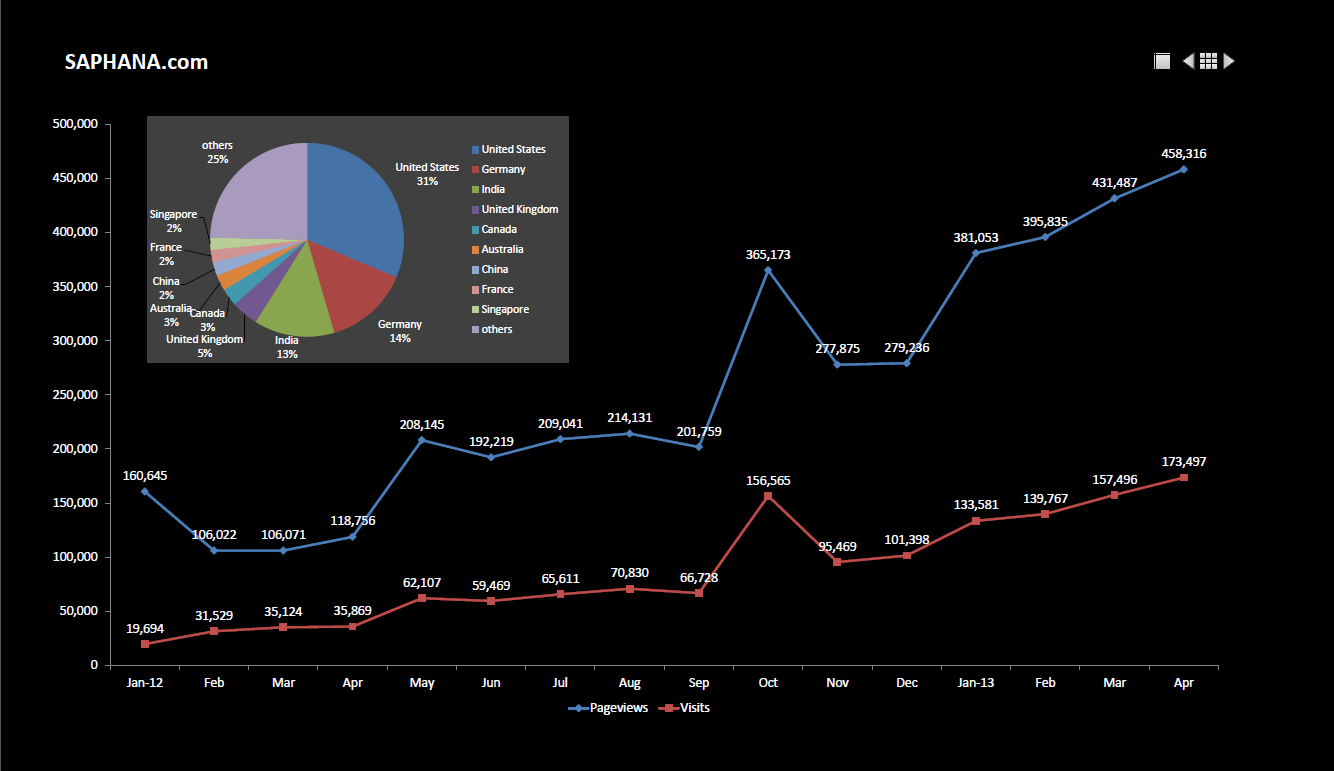 SAPHANA.com
500,000
450,000
400,000
350,000
300,000
250,000
200,000
150,000
100,000
50,000
0
others
25%
United States
31%
Singapore
2%
France
2%
China
2%
Australia
3%
Canada
3%
United Kingdom
5%
India
13%
Germany
14%
United States
Germany
India
United Kingdom
Canada
Australia
China
France
Singapore
others
160,645
106,022
106,071
118,756
208,145
192,219
209,041
214,131
201,759
365,173
277,875
279,236
381,053
395,835
431,487
458,316
19,694
31,529
35,124
35,869
62,107
59,469
65,611
70,830
66,728
156,565
95,469
101,398
133,581
139,767
157,496
173,497
Jan-12 Feb Mar Apr May Jun Jul Aug Sep Oct Nov Dec Jan-13 Feb Mar Apr
Pageviews Visits